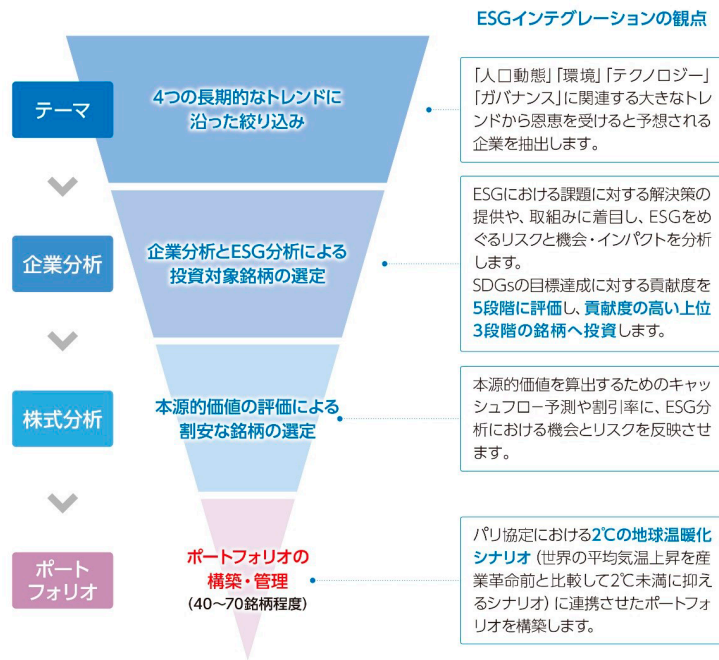 ESGインテグレーションの観点
テーマ
4つの長期的なトレンドに
沿った絞り込み
「人口動態」「環境」「テクノロジー」
「ガバナンス」に関連する大きなトレ
ンドから恩恵を受けると予想される
企業を抽出します。
企業分析
企業分析とESG分析による
投資対象銘柄の選定
ESGにおける課題に対する解決策の
提供や、取組みに着目し、ESGをめ
ぐるリスクと機会・インパクトを分析
します。
SDGsの目標達成に対する貢献度を
5段階に評価し、貢献度の高い上位
3段階の銘柄へ投資します。
株式分析
本源的価値の評価による
割安な銘柄の選定
本源的価値を算出するためのキャッ
シュフロー予測や割引率に、ESG分
析における機会とリスクを反映させ
ます。
ポート
フォリオ
ポートフォリオの
構築・管理
(40～70銘柄程度)
パリ協定における2℃の地球温暖化
シナリオ(世界の平均気温上昇を産
業革命前と比較して2℃未満に抑え
るシナリオ)に連携させたポートフォ
リオを構築します。